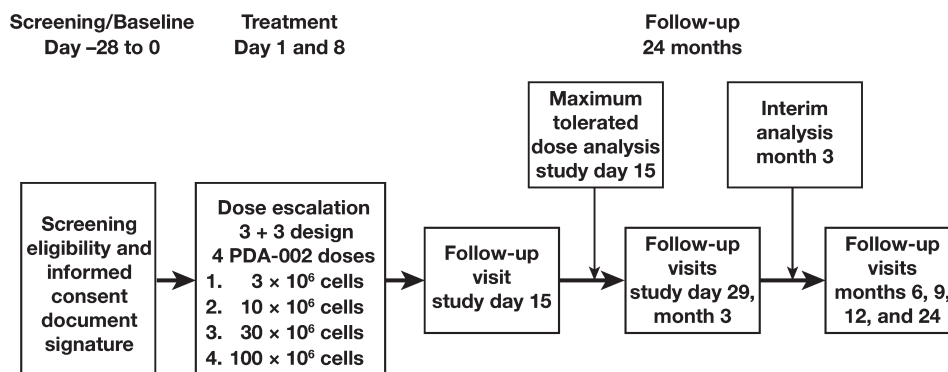 Screening/Baseline
Day –28 to 0
Treatment
Day 1 and 8
Follow-up
24 months
Maximum
tolerated
dose analysis
study day 15
Interim
analysis
month 3
Screening
eligibility and
informed
consent
document
signature
Dose escalation
3 + 3 design
4 PDA-002 doses
1. 3 × 10⁶ cells
2. 10 × 10⁶ cells
3. 30 × 10⁶ cells
4. 100 × 10⁶ cells
Follow-up
visit
study day 15
Follow-up
visits
study day 29,
month 3
Follow-up
visits
months 6, 9,
12, and 24